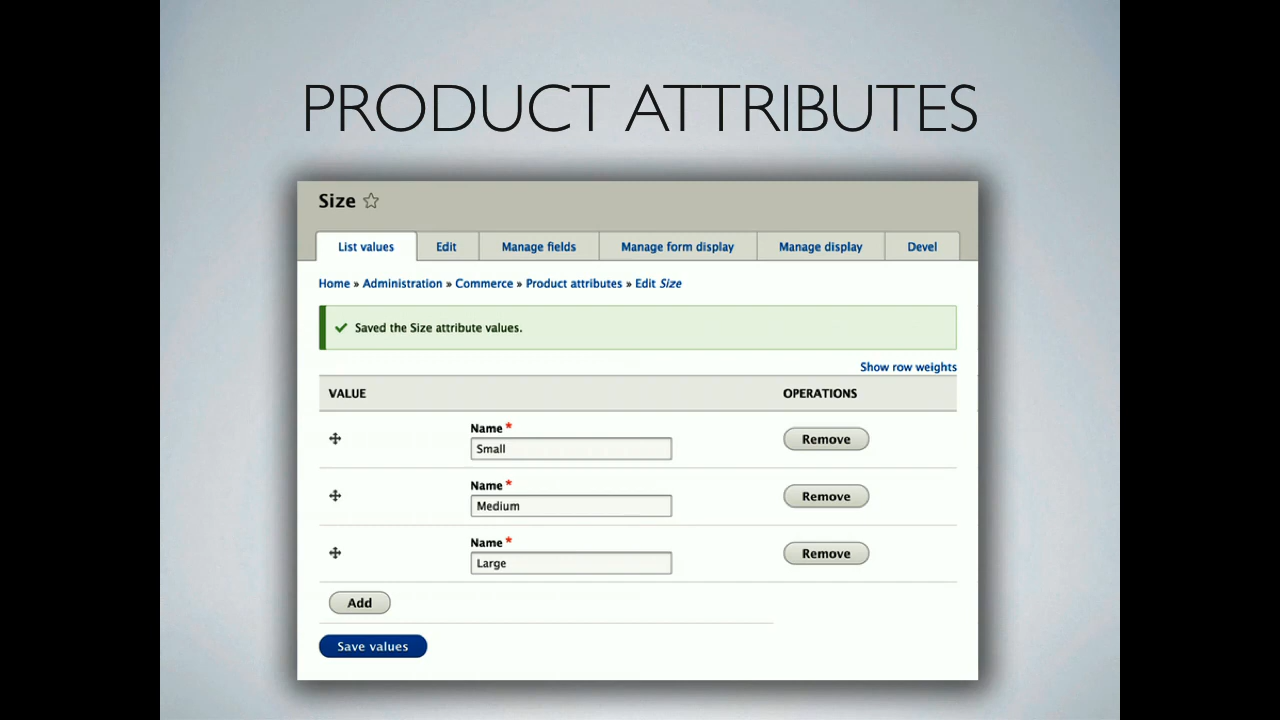 PRODUCT ATTRIBUTES
Size
List values Edit Manage fields Manage form display Manage display Devel
Home » Administration » Commerce » Product attributes » Edit Size
Saved the Size attribute values.
Show row weights
VALUE OPERATIONS
Name *
Small Remove
Name *
Medium Remove
Name *
Large Remove
Add
Save values